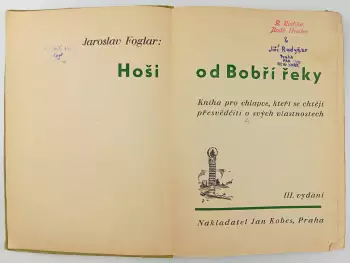 Jaroslav Foglar:
Hoši od Bobří řeky
Kniha pro chlapce, kteří se chtějí
přesvědčiti o svých vlastnostech
III. vydání
Nakladatel Jan Kobes, Praha